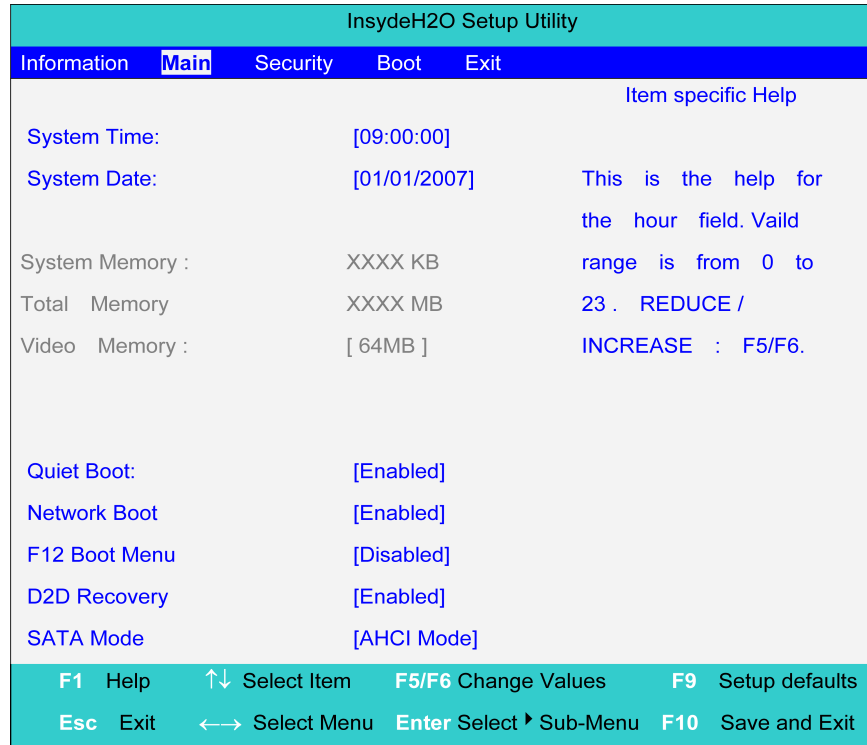 InsydeH2O Setup Utility
Information Main Security Boot Exit
Item specific Help
System Time: [09:00:00]
System Date: [01/01/2007] This is the help for
the hour field. Vaild
System Memory : XXXX KB range is from 0 to
Total Memory XXXX MB 23 . REDUCE /
Video Memory : [ 64MB ] INCREASE : F5/F6.
Quiet Boot: [Enabled]
Network Boot [Enabled]
F12 Boot Menu [Disabled]
D2D Recovery [Enabled]
SATA Mode [AHCI Mode]
F1 Help ↑↓ Select Item F5/F6 Change Values F9 Setup defaults
Esc Exit ←→ Select Menu Enter Select ▸ Sub-Menu F10 Save and Exit